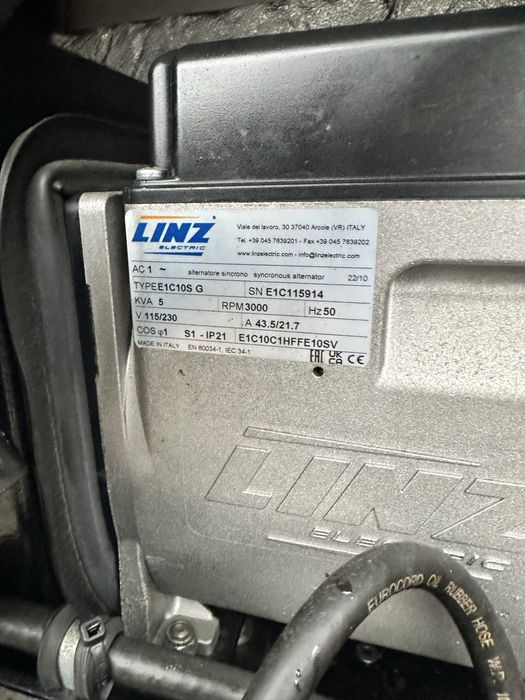 LINZ
ELECTRIC
Viale del lavoro, 30 37040 Arcole (VR) ITALY
Tel. +39 045 7639201 - Fax +39 045 7639202
www.linzelectric.com - info@linzelectric.com
AC 1 ~ alternatore sincrono syncronous alternator 22/10
TYPE E1C10S G SN E1C115914
KVA 5 RPM 3000 Hz 50
V 115/230 A 43.5/21.7
COS φ1 S1 - IP21 E1C10C1HFFE10SV
MADE IN ITALY EN 60034-1, IEC 34-1 EAC UK CA CE
LINZ
ELECTRIC
EUROCORD OIL RUBBER HOSE W.P.